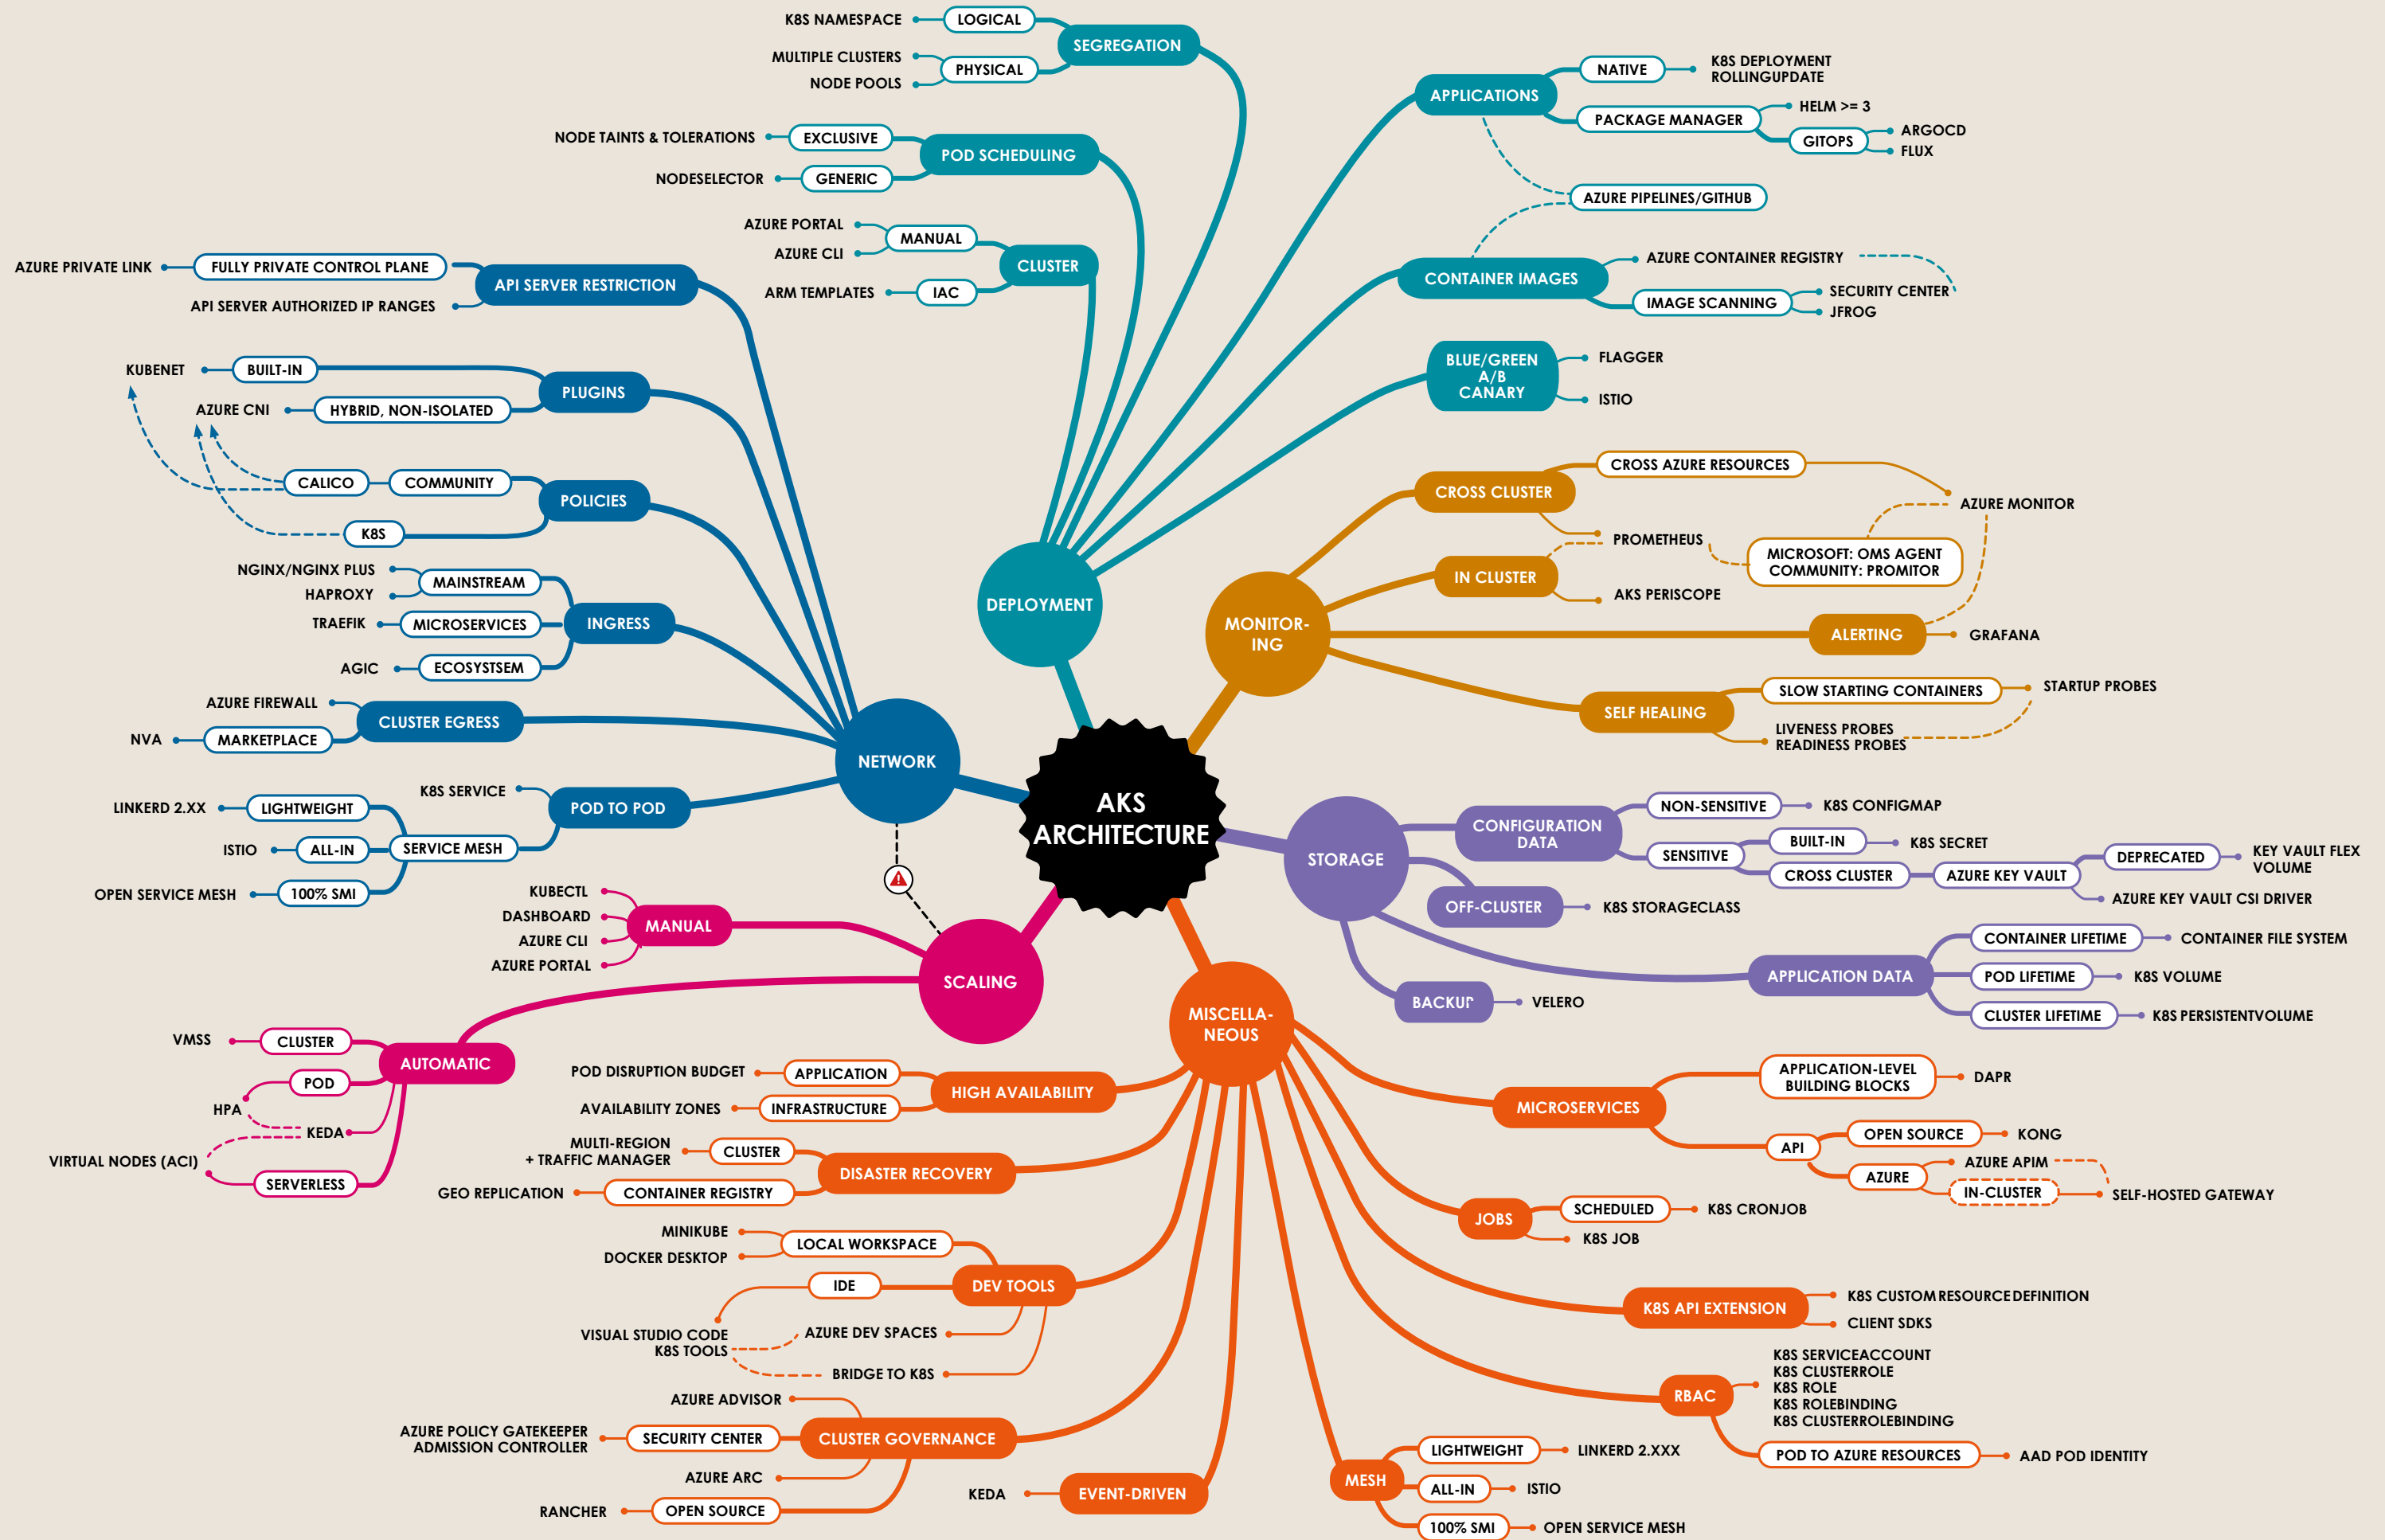 AKS
ARCHITECTURE
DEPLOYMENT
SEGREGATION
LOGICAL
K8S NAMESPACE
PHYSICAL
MULTIPLE CLUSTERS
NODE POOLS
POD SCHEDULING
EXCLUSIVE
NODE TAINTS & TOLERATIONS
GENERIC
NODESELECTOR
CLUSTER
MANUAL
AZURE PORTAL
AZURE CLI
IAC
ARM TEMPLATES
APPLICATIONS
NATIVE
K8S DEPLOYMENT
ROLLINGUPDATE
PACKAGE MANAGER
HELM >= 3
GITOPS
ARGOCD
FLUX
AZURE PIPELINES/GITHUB
CONTAINER IMAGES
AZURE CONTAINER REGISTRY
IMAGE SCANNING
SECURITY CENTER
JFROG
BLUE/GREEN
A/B
CANARY
FLAGGER
ISTIO
MONITOR-
ING
CROSS CLUSTER
CROSS AZURE RESOURCES
AZURE MONITOR
PROMETHEUS
MICROSOFT: OMS AGENT
COMMUNITY: PROMITOR
IN CLUSTER
AKS PERISCOPE
ALERTING
GRAFANA
SELF HEALING
SLOW STARTING CONTAINERS
STARTUP PROBES
LIVENESS PROBES
READINESS PROBES
NETWORK
API SERVER RESTRICTION
FULLY PRIVATE CONTROL PLANE
AZURE PRIVATE LINK
API SERVER AUTHORIZED IP RANGES
PLUGINS
BUILT-IN
KUBENET
HYBRID, NON-ISOLATED
AZURE CNI
POLICIES
COMMUNITY
CALICO
K8S
INGRESS
MAINSTREAM
NGINX/NGINX PLUS
HAPROXY
MICROSERVICES
TRAEFIK
ECOSYSTSEM
AGIC
CLUSTER EGRESS
AZURE FIREWALL
MARKETPLACE
NVA
POD TO POD
K8S SERVICE
SERVICE MESH
LIGHTWEIGHT
LINKERD 2.XX
ALL-IN
ISTIO
100% SMI
OPEN SERVICE MESH
STORAGE
CONFIGURATION
DATA
NON-SENSITIVE
K8S CONFIGMAP
SENSITIVE
BUILT-IN
K8S SECRET
CROSS CLUSTER
AZURE KEY VAULT
DEPRECATED
KEY VAULT FLEX
VOLUME
AZURE KEY VAULT CSI DRIVER
OFF-CLUSTER
K8S STORAGECLASS
APPLICATION DATA
CONTAINER LIFETIME
CONTAINER FILE SYSTEM
POD LIFETIME
K8S VOLUME
CLUSTER LIFETIME
K8S PERSISTENTVOLUME
BACKUP
VELERO
SCALING
MANUAL
KUBECTL
DASHBOARD
AZURE CLI
AZURE PORTAL
AUTOMATIC
CLUSTER
VMSS
POD
HPA
KEDA
VIRTUAL NODES (ACI)
SERVERLESS
MISCELLA-
NEOUS
HIGH AVAILABILITY
APPLICATION
POD DISRUPTION BUDGET
INFRASTRUCTURE
AVAILABILITY ZONES
DISASTER RECOVERY
CLUSTER
MULTI-REGION
+ TRAFFIC MANAGER
CONTAINER REGISTRY
GEO REPLICATION
DEV TOOLS
LOCAL WORKSPACE
MINIKUBE
DOCKER DESKTOP
IDE
VISUAL STUDIO CODE
K8S TOOLS
AZURE DEV SPACES
BRIDGE TO K8S
CLUSTER GOVERNANCE
AZURE ADVISOR
SECURITY CENTER
AZURE POLICY GATEKEEPER
ADMISSION CONTROLLER
AZURE ARC
OPEN SOURCE
RANCHER
EVENT-DRIVEN
KEDA
MESH
LIGHTWEIGHT
LINKERD 2.XXX
ALL-IN
ISTIO
100% SMI
OPEN SERVICE MESH
MICROSERVICES
APPLICATION-LEVEL
BUILDING BLOCKS
DAPR
API
OPEN SOURCE
KONG
AZURE
AZURE APIM
IN-CLUSTER
SELF-HOSTED GATEWAY
JOBS
SCHEDULED
K8S CRONJOB
K8S JOB
K8S API EXTENSION
K8S CUSTOMRESOURCEDEFINITION
CLIENT SDKS
RBAC
K8S SERVICEACCOUNT
K8S CLUSTERROLE
K8S ROLE
K8S ROLEBINDING
K8S CLUSTERROLEBINDING
POD TO AZURE RESOURCES
AAD POD IDENTITY